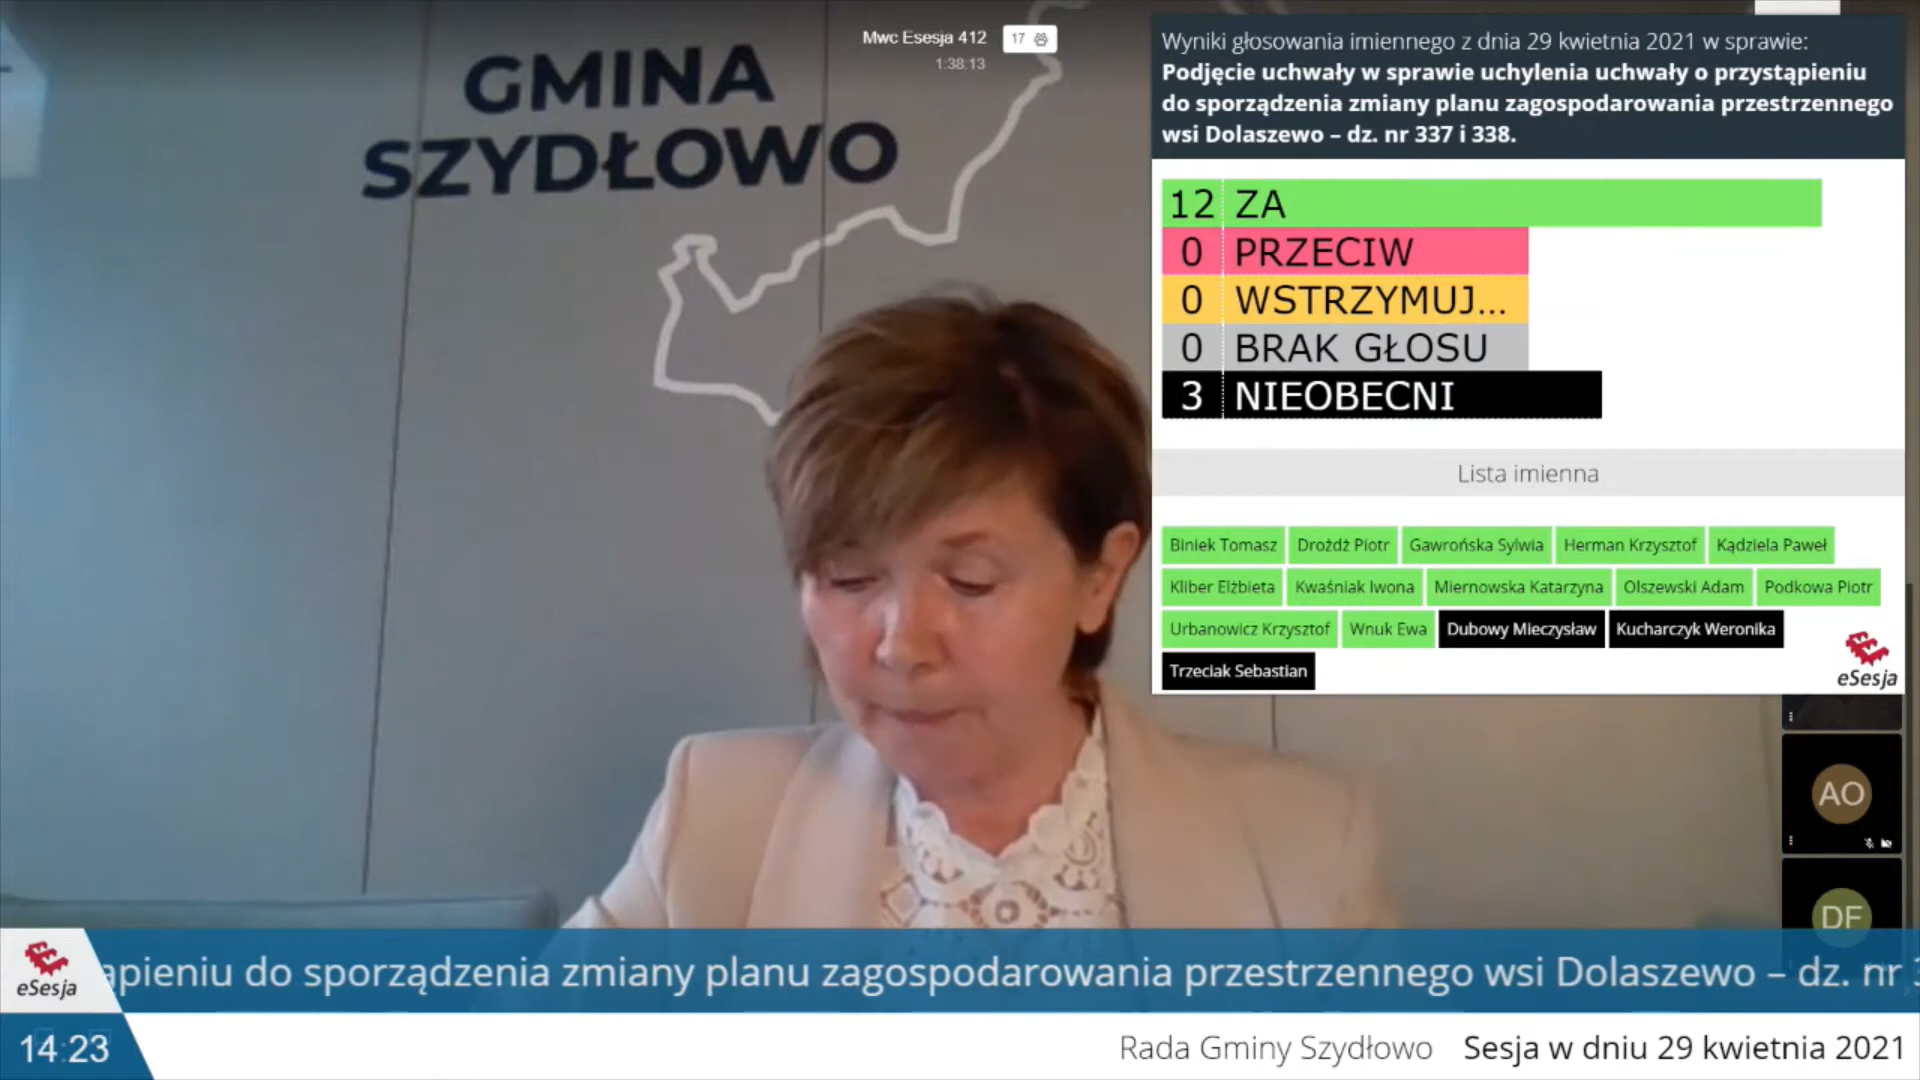 GMINA
SZYDŁOWO
Mwc Esesja 412
17
1:38:13
Wyniki głosowania imiennego z dnia 29 kwietnia 2021 w sprawie:
Podjęcie uchwały w sprawie uchylenia uchwały o przystąpieniu
do sporządzenia zmiany planu zagospodarowania przestrzennego
wsi Dolaszewo – dz. nr 337 i 338.
12 ZA
0 PRZECIW
0 WSTRZYMUJ...
0 BRAK GŁOSU
3 NIEOBECNI
Lista imienna
Biniek Tomasz Drożdż Piotr Gawrońska Sylwia Herman Krzysztof Kądziela Paweł
Kliber Elżbieta Kwaśniak Iwona Miernowska Katarzyna Olszewski Adam Podkowa Piotr
Urbanowicz Krzysztof Wnuk Ewa Dubowy Mieczysław Kucharczyk Weronika
Trzeciak Sebastian
eSesja
AO
DF
eSesja
ąpieniu do sporządzenia zmiany planu zagospodarowania przestrzennego wsi Dolaszewo – dz. nr
14:23
Rada Gminy Szydłowo Sesja w dniu 29 kwietnia 2021